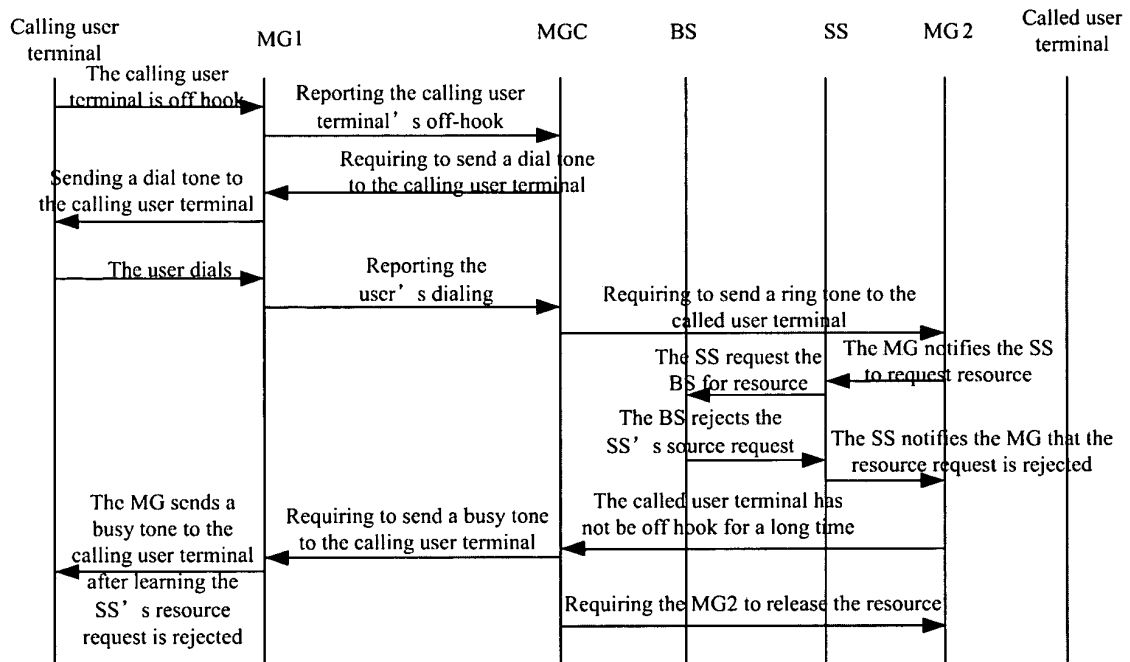 Calling user
terminal
MG1
MGC
BS
SS
MG2
Called user
terminal
The calling user
terminal is off hook
Reporting the calling user
terminal's off-hook
Requiring to send a dial tone
to the calling user terminal
Sending a dial tone to
the calling user terminal
The user dials
Reporting the
user's dialing
Requiring to send a ring tone to the
called user terminal
The MG notifies the SS
to request resource
The SS request the
BS for resource
The BS rejects the
SS's source request
The SS notifies the MG that the
resource request is rejected
The called user terminal has
not be off hook for a long time
Requiring to send a busy tone
to the calling user terminal
The MG sends a
busy tone to the
calling user terminal
after learning the
SS's resource
request is rejected
Requiring the MG2 to release the resource